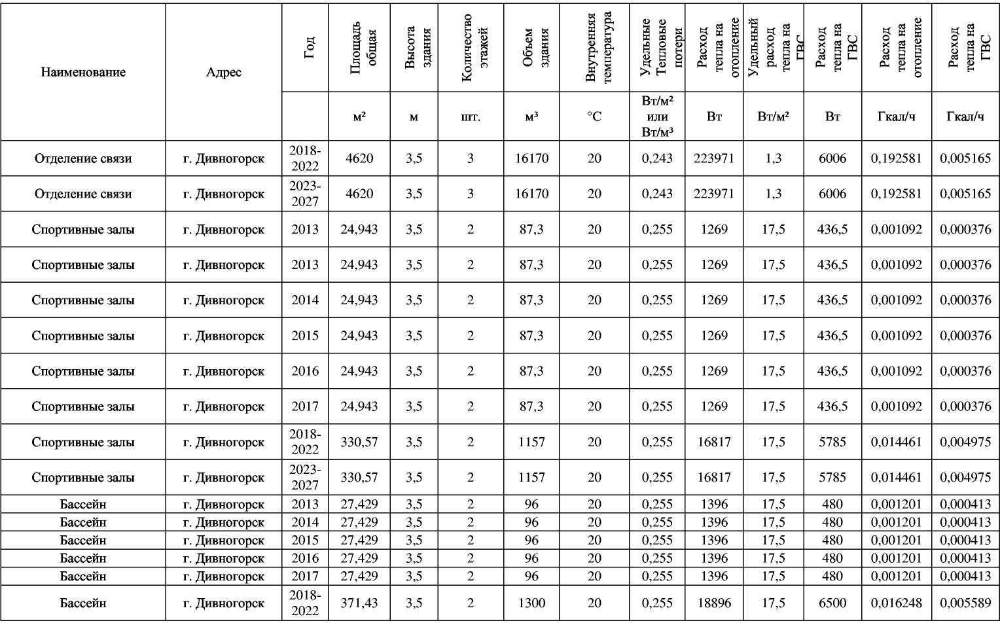 Наименование Адрес Год Площадь общая Высота здания Количество этажей Объем здания Внутренняя температура Удельные Тепловые потери Расход тепла на отопление Удельный расход тепла на ГВС Расход тепла на ГВС Расход тепла на отопление Расход тепла на ГВС
м² м шт. м³ °С Вт/м² или Вт/м³ Вт Вт/м² Вт Гкал/ч Гкал/ч
Отделение связи г. Дивногорск 2018-2022 4620 3,5 3 16170 20 0,243 223971 1,3 6006 0,192581 0,005165
Отделение связи г. Дивногорск 2023-2027 4620 3,5 3 16170 20 0,243 223971 1,3 6006 0,192581 0,005165
Спортивные залы г. Дивногорск 2013 24,943 3,5 2 87,3 20 0,255 1269 17,5 436,5 0,001092 0,000376
Спортивные залы г. Дивногорск 2013 24,943 3,5 2 87,3 20 0,255 1269 17,5 436,5 0,001092 0,000376
Спортивные залы г. Дивногорск 2014 24,943 3,5 2 87,3 20 0,255 1269 17,5 436,5 0,001092 0,000376
Спортивные залы г. Дивногорск 2015 24,943 3,5 2 87,3 20 0,255 1269 17,5 436,5 0,001092 0,000376
Спортивные залы г. Дивногорск 2016 24,943 3,5 2 87,3 20 0,255 1269 17,5 436,5 0,001092 0,000376
Спортивные залы г. Дивногорск 2017 24,943 3,5 2 87,3 20 0,255 1269 17,5 436,5 0,001092 0,000376
Спортивные залы г. Дивногорск 2018-2022 330,57 3,5 2 1157 20 0,255 16817 17,5 5785 0,014461 0,004975
Спортивные залы г. Дивногорск 2023-2027 330,57 3,5 2 1157 20 0,255 16817 17,5 5785 0,014461 0,004975
Бассейн г. Дивногорск 2013 27,429 3,5 2 96 20 0,255 1396 17,5 480 0,001201 0,000413
Бассейн г. Дивногорск 2014 27,429 3,5 2 96 20 0,255 1396 17,5 480 0,001201 0,000413
Бассейн г. Дивногорск 2015 27,429 3,5 2 96 20 0,255 1396 17,5 480 0,001201 0,000413
Бассейн г. Дивногорск 2016 27,429 3,5 2 96 20 0,255 1396 17,5 480 0,001201 0,000413
Бассейн г. Дивногорск 2017 27,429 3,5 2 96 20 0,255 1396 17,5 480 0,001201 0,000413
Бассейн г. Дивногорск 2018-2022 371,43 3,5 2 1300 20 0,255 18896 17,5 6500 0,016248 0,005589